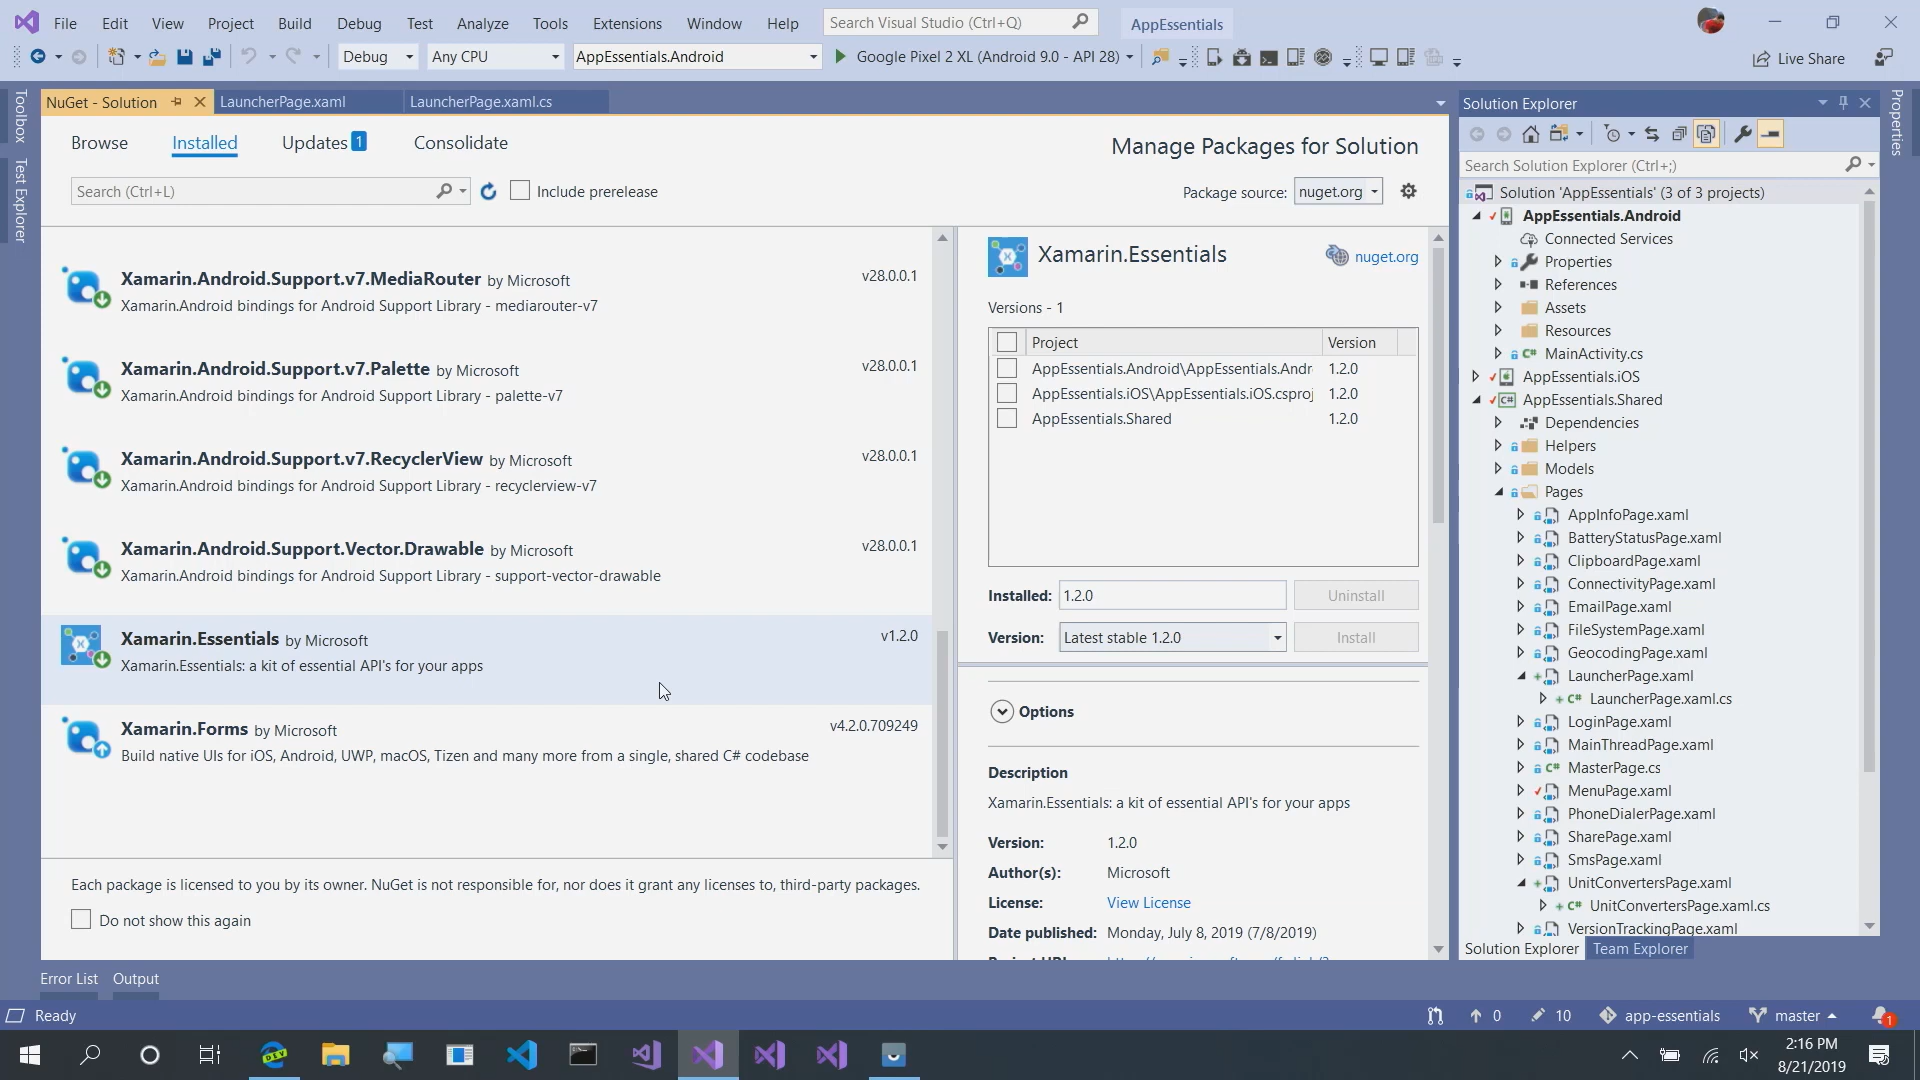 File Edit View Project Build Debug Test Analyze Tools Extensions Window Help Search Visual Studio (Ctrl+Q) AppEssentials
Debug Any CPU AppEssentials.Android Google Pixel 2 XL (Android 9.0 - API 28) Live Share
Toolbox
Test Explorer
NuGet - Solution LauncherPage.xaml LauncherPage.xaml.cs
Browse Installed Updates 1 Consolidate
Manage Packages for Solution
Search (Ctrl+L) Include prerelease
Package source: nuget.org
Xamarin.Android.Support.v7.MediaRouter by Microsoft v28.0.0.1
Xamarin.Android bindings for Android Support Library - mediarouter-v7
Xamarin.Android.Support.v7.Palette by Microsoft v28.0.0.1
Xamarin.Android bindings for Android Support Library - palette-v7
Xamarin.Android.Support.v7.RecyclerView by Microsoft v28.0.0.1
Xamarin.Android bindings for Android Support Library - recyclerview-v7
Xamarin.Android.Support.Vector.Drawable by Microsoft v28.0.0.1
Xamarin.Android bindings for Android Support Library - support-vector-drawable
Xamarin.Essentials by Microsoft v1.2.0
Xamarin.Essentials: a kit of essential API's for your apps
Xamarin.Forms by Microsoft v4.2.0.709249
Build native UIs for iOS, Android, UWP, macOS, Tizen and many more from a single, shared C# codebase
Each package is licensed to you by its owner. NuGet is not responsible for, nor does it grant any licenses to, third-party packages.
Do not show this again
Xamarin.Essentials nuget.org
Versions - 1
Project Version
AppEssentials.Android\AppEssentials.Andr 1.2.0
AppEssentials.iOS\AppEssentials.iOS.csproj 1.2.0
AppEssentials.Shared 1.2.0
Installed: 1.2.0 Uninstall
Version: Latest stable 1.2.0 Install
Options
Description
Xamarin.Essentials: a kit of essential API's for your apps
Version: 1.2.0
Author(s): Microsoft
License: View License
Date published: Monday, July 8, 2019 (7/8/2019)
Solution Explorer
Search Solution Explorer (Ctrl+;)
Solution 'AppEssentials' (3 of 3 projects)
AppEssentials.Android
Connected Services
Properties
References
Assets
Resources
C# MainActivity.cs
AppEssentials.iOS
C# AppEssentials.Shared
Dependencies
Helpers
Models
Pages
AppInfoPage.xaml
BatteryStatusPage.xaml
ClipboardPage.xaml
ConnectivityPage.xaml
EmailPage.xaml
FileSystemPage.xaml
GeocodingPage.xaml
LauncherPage.xaml
C# LauncherPage.xaml.cs
LoginPage.xaml
MainThreadPage.xaml
C# MasterPage.cs
MenuPage.xaml
PhoneDialerPage.xaml
SharePage.xaml
SmsPage.xaml
UnitConvertersPage.xaml
C# UnitConvertersPage.xaml.cs
VersionTrackingPage.xaml
Solution Explorer Team Explorer
Properties
Error List Output
Ready 0 10 app-essentials master 1
DEV
2:16 PM
8/21/2019